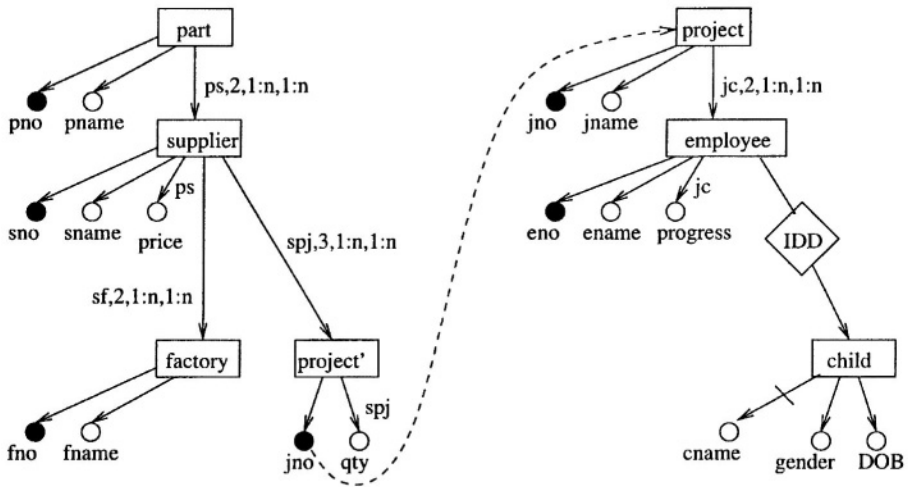 part
pno
pname
ps,2,1:n,1:n
supplier
sno
sname
ps
price
sf,2,1:n,1:n
spj,3,1:n,1:n
factory
fno
fname
project'
jno
spj
qty
project
jno
jname
jc,2,1:n,1:n
employee
eno
ename
jc
progress
IDD
child
cname
gender
DOB